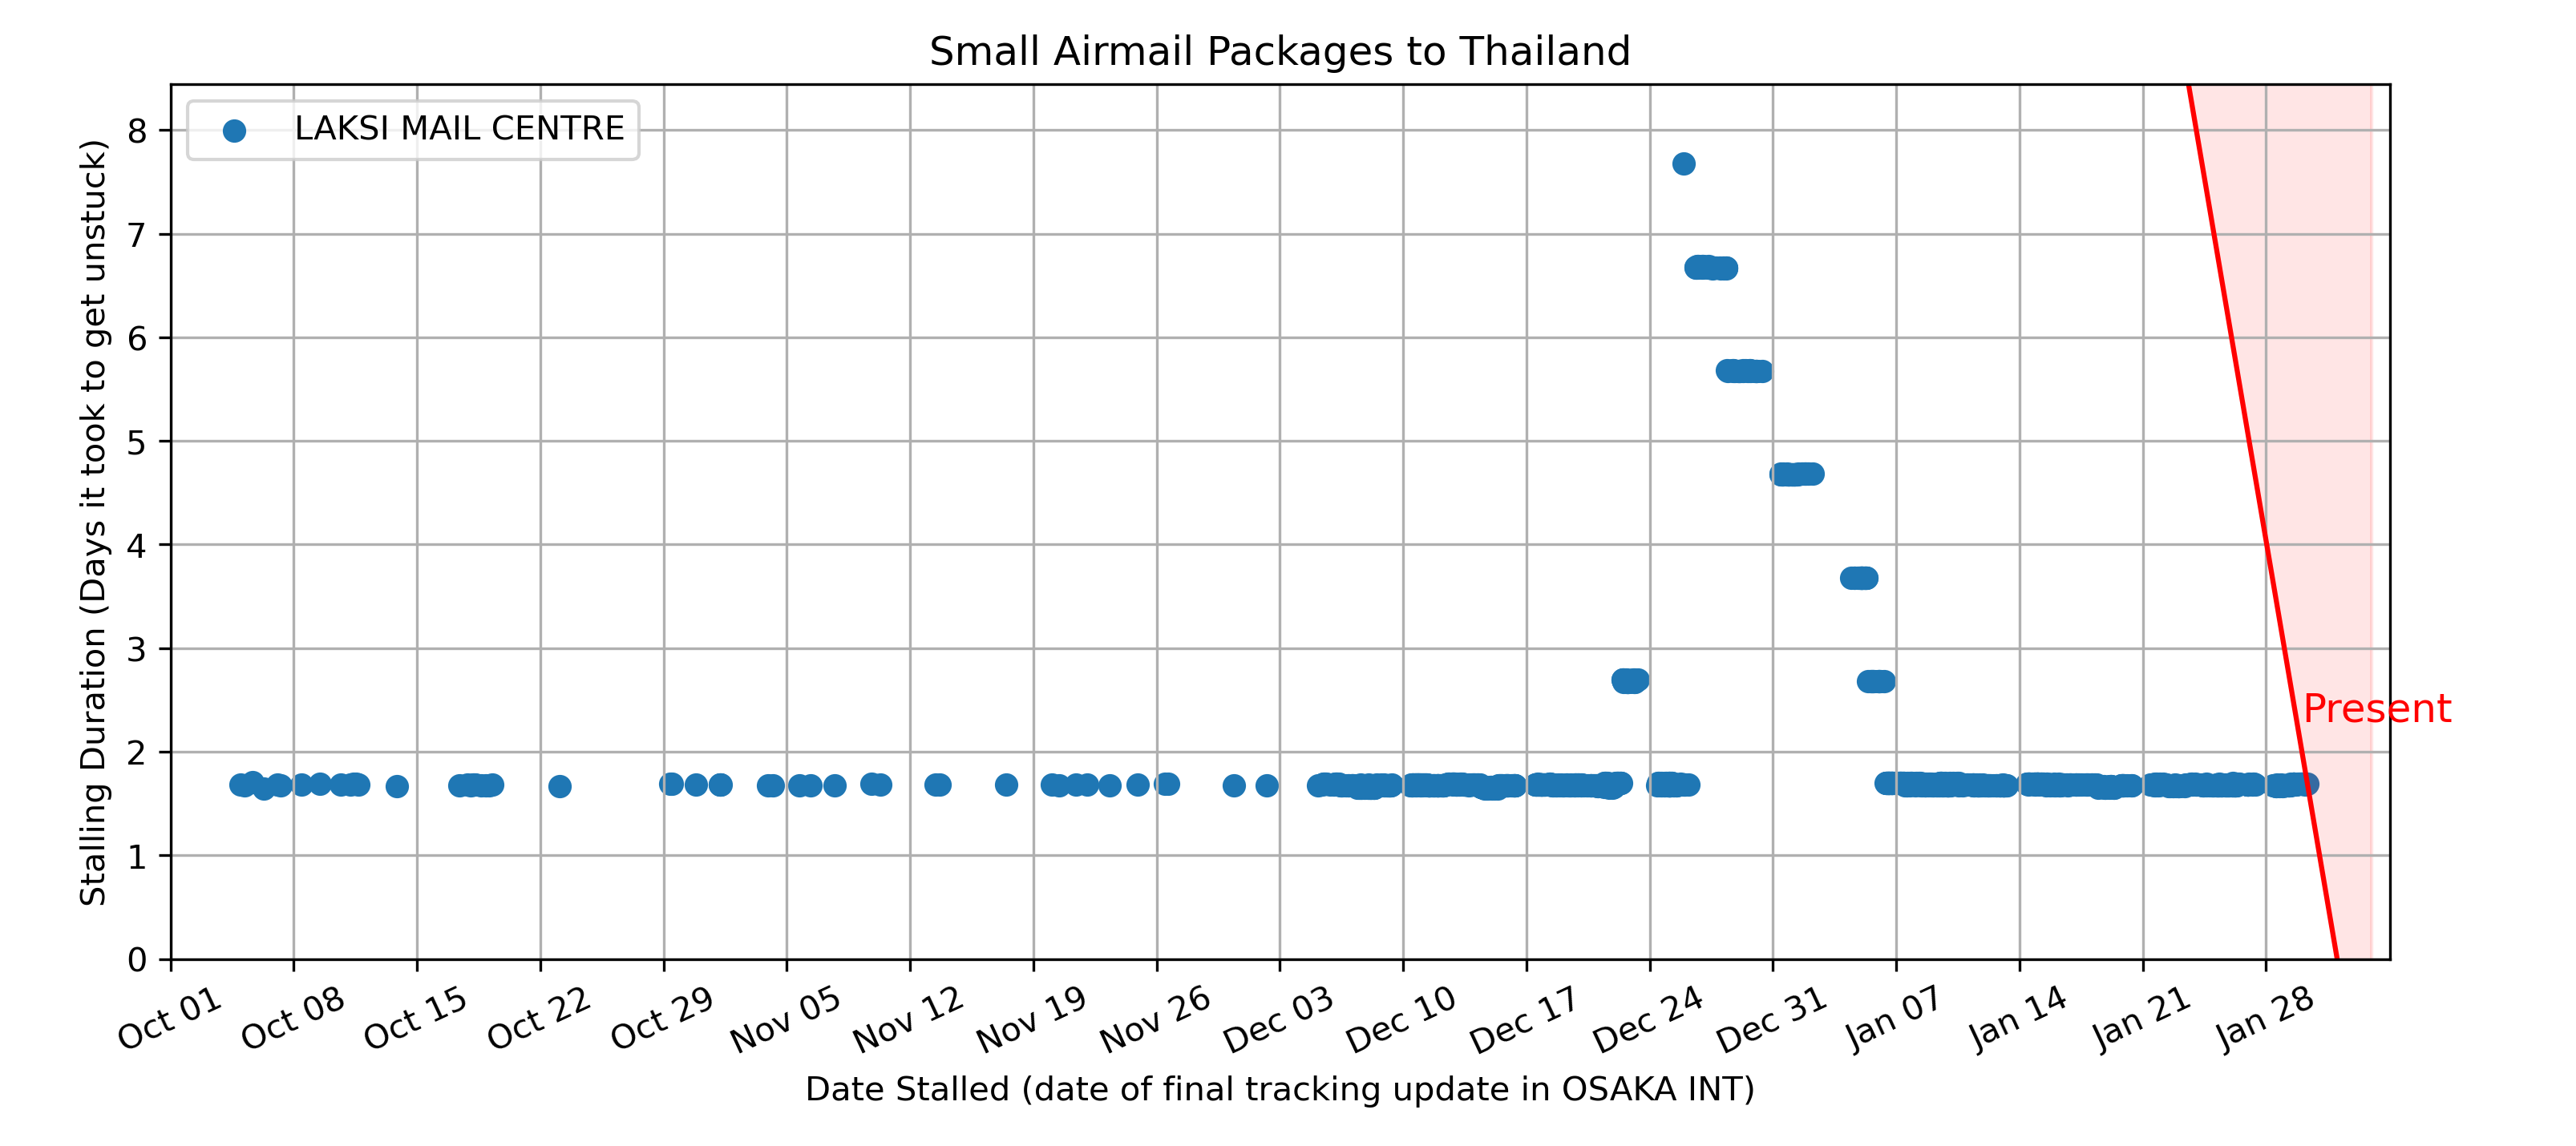 Small Airmail Packages to Thailand
LAKSI MAIL CENTRE
Stalling Duration (Days it took to get unstuck)
8
7
6
5
4
3
2
1
0
Present
Oct 01
Oct 08
Oct 15
Oct 22
Oct 29
Nov 05
Nov 12
Nov 19
Nov 26
Dec 03
Dec 10
Dec 17
Dec 24
Dec 31
Jan 07
Jan 14
Jan 21
Jan 28
Date Stalled (date of final tracking update in OSAKA INT)